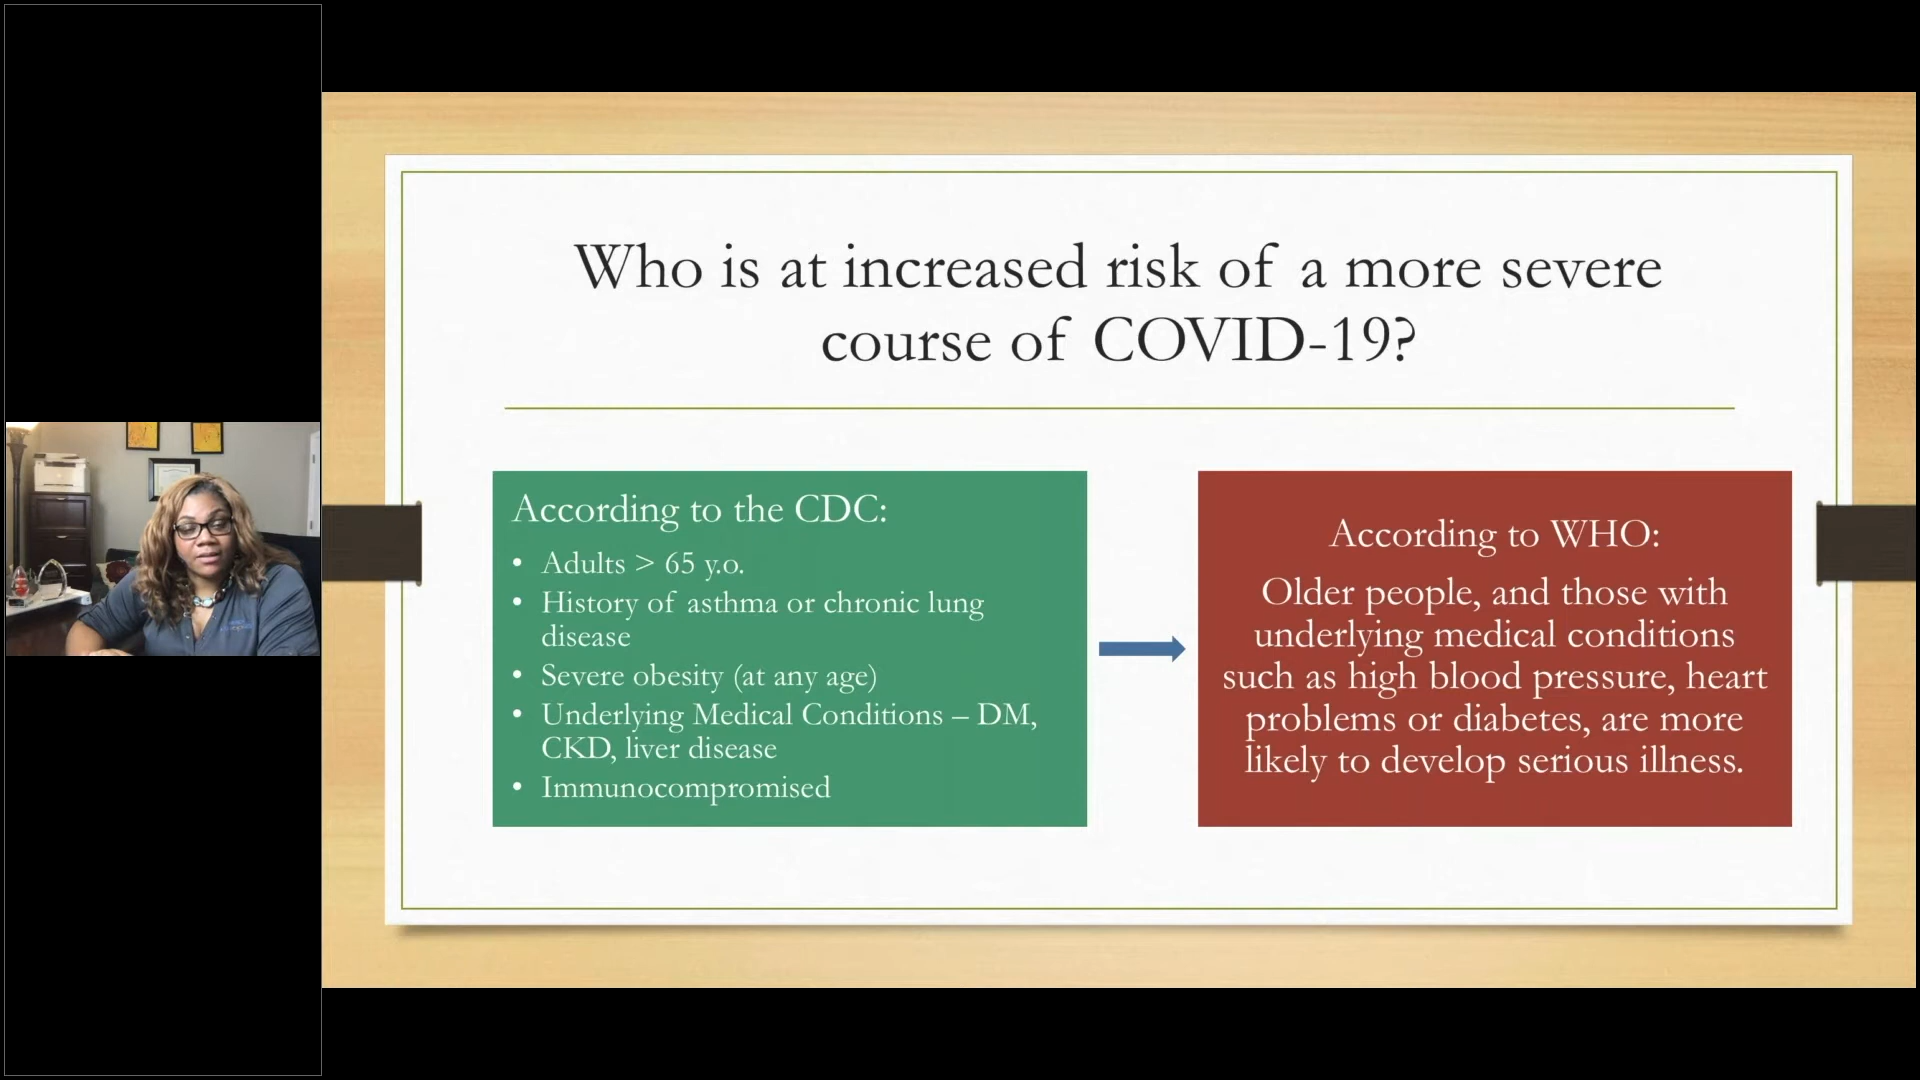 Who is at increased risk of a more severe
course of COVID-19?
According to the CDC:
• Adults > 65 y.o.
• History of asthma or chronic lung
disease
• Severe obesity (at any age)
• Underlying Medical Conditions – DM,
CKD, liver disease
• Immunocompromised
According to WHO:
Older people, and those with
underlying medical conditions
such as high blood pressure, heart
problems or diabetes, are more
likely to develop serious illness.